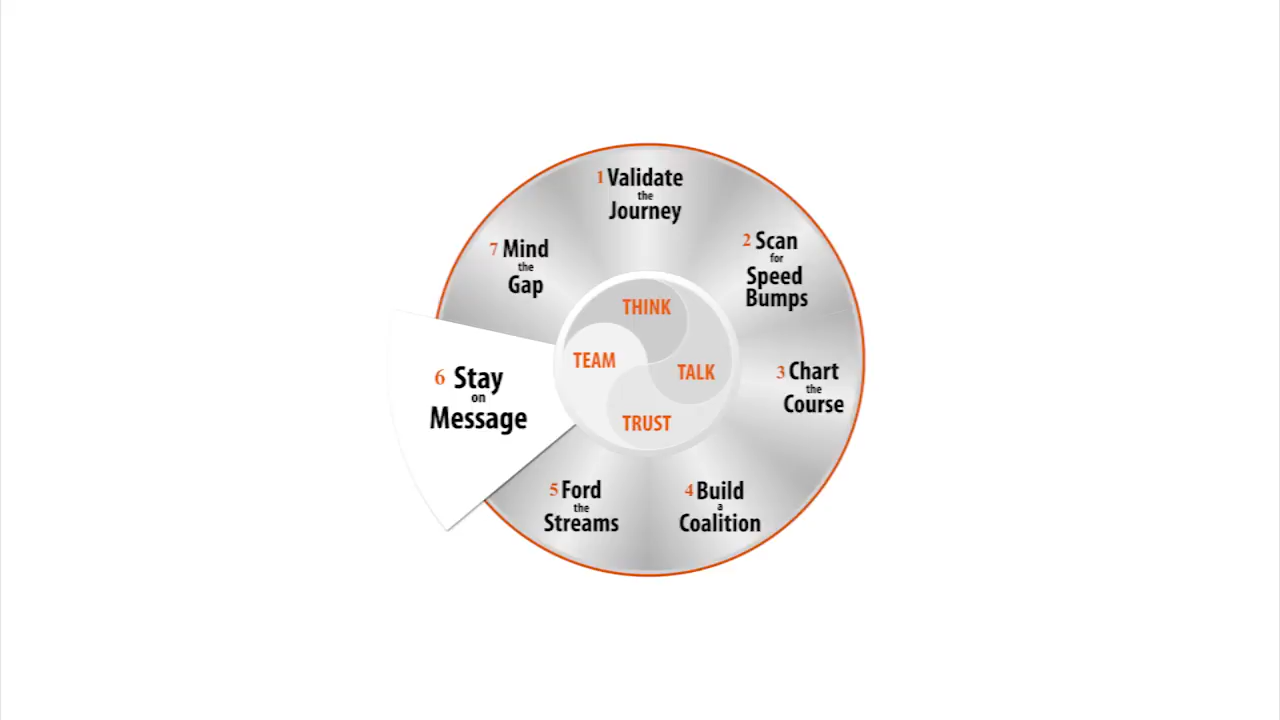 1 Validate
the
Journey
2 Scan
for
Speed
Bumps
3 Chart
the
Course
4 Build
a
Coalition
5 Ford
the
Streams
6 Stay
on
Message
7 Mind
the
Gap
THINK
TALK
TRUST
TEAM